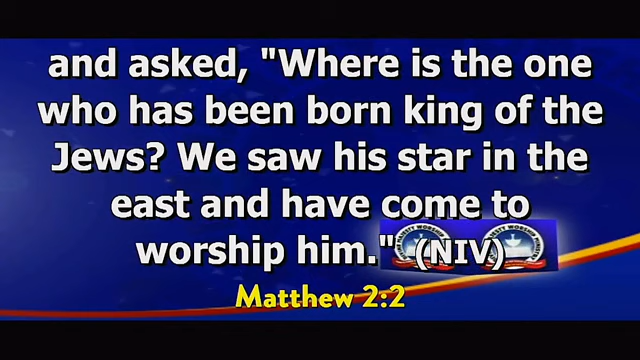 and asked, "Where is the one
who has been born king of the
Jews? We saw his star in the
east and have come to
worship him." (NIV)
Matthew 2:2